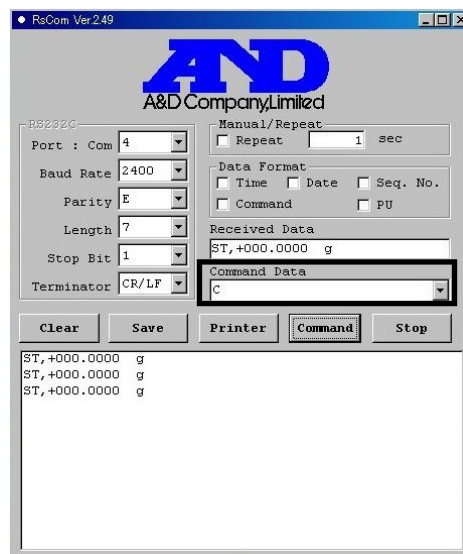 RsCom Ver.2.49
AND
A&D Company,Limited
RS232C
Port : Com 4
Baud Rate 2400
Parity E
Length 7
Stop Bit 1
Terminator CR/LF
Manual/Repeat
Repeat 1 sec
Data Format
Time Date Seq. No.
Command PU
Received Data
ST,+000.0000 g
Command Data
C
Clear Save Printer Command Stop
ST,+000.0000 g
ST,+000.0000 g
ST,+000.0000 g